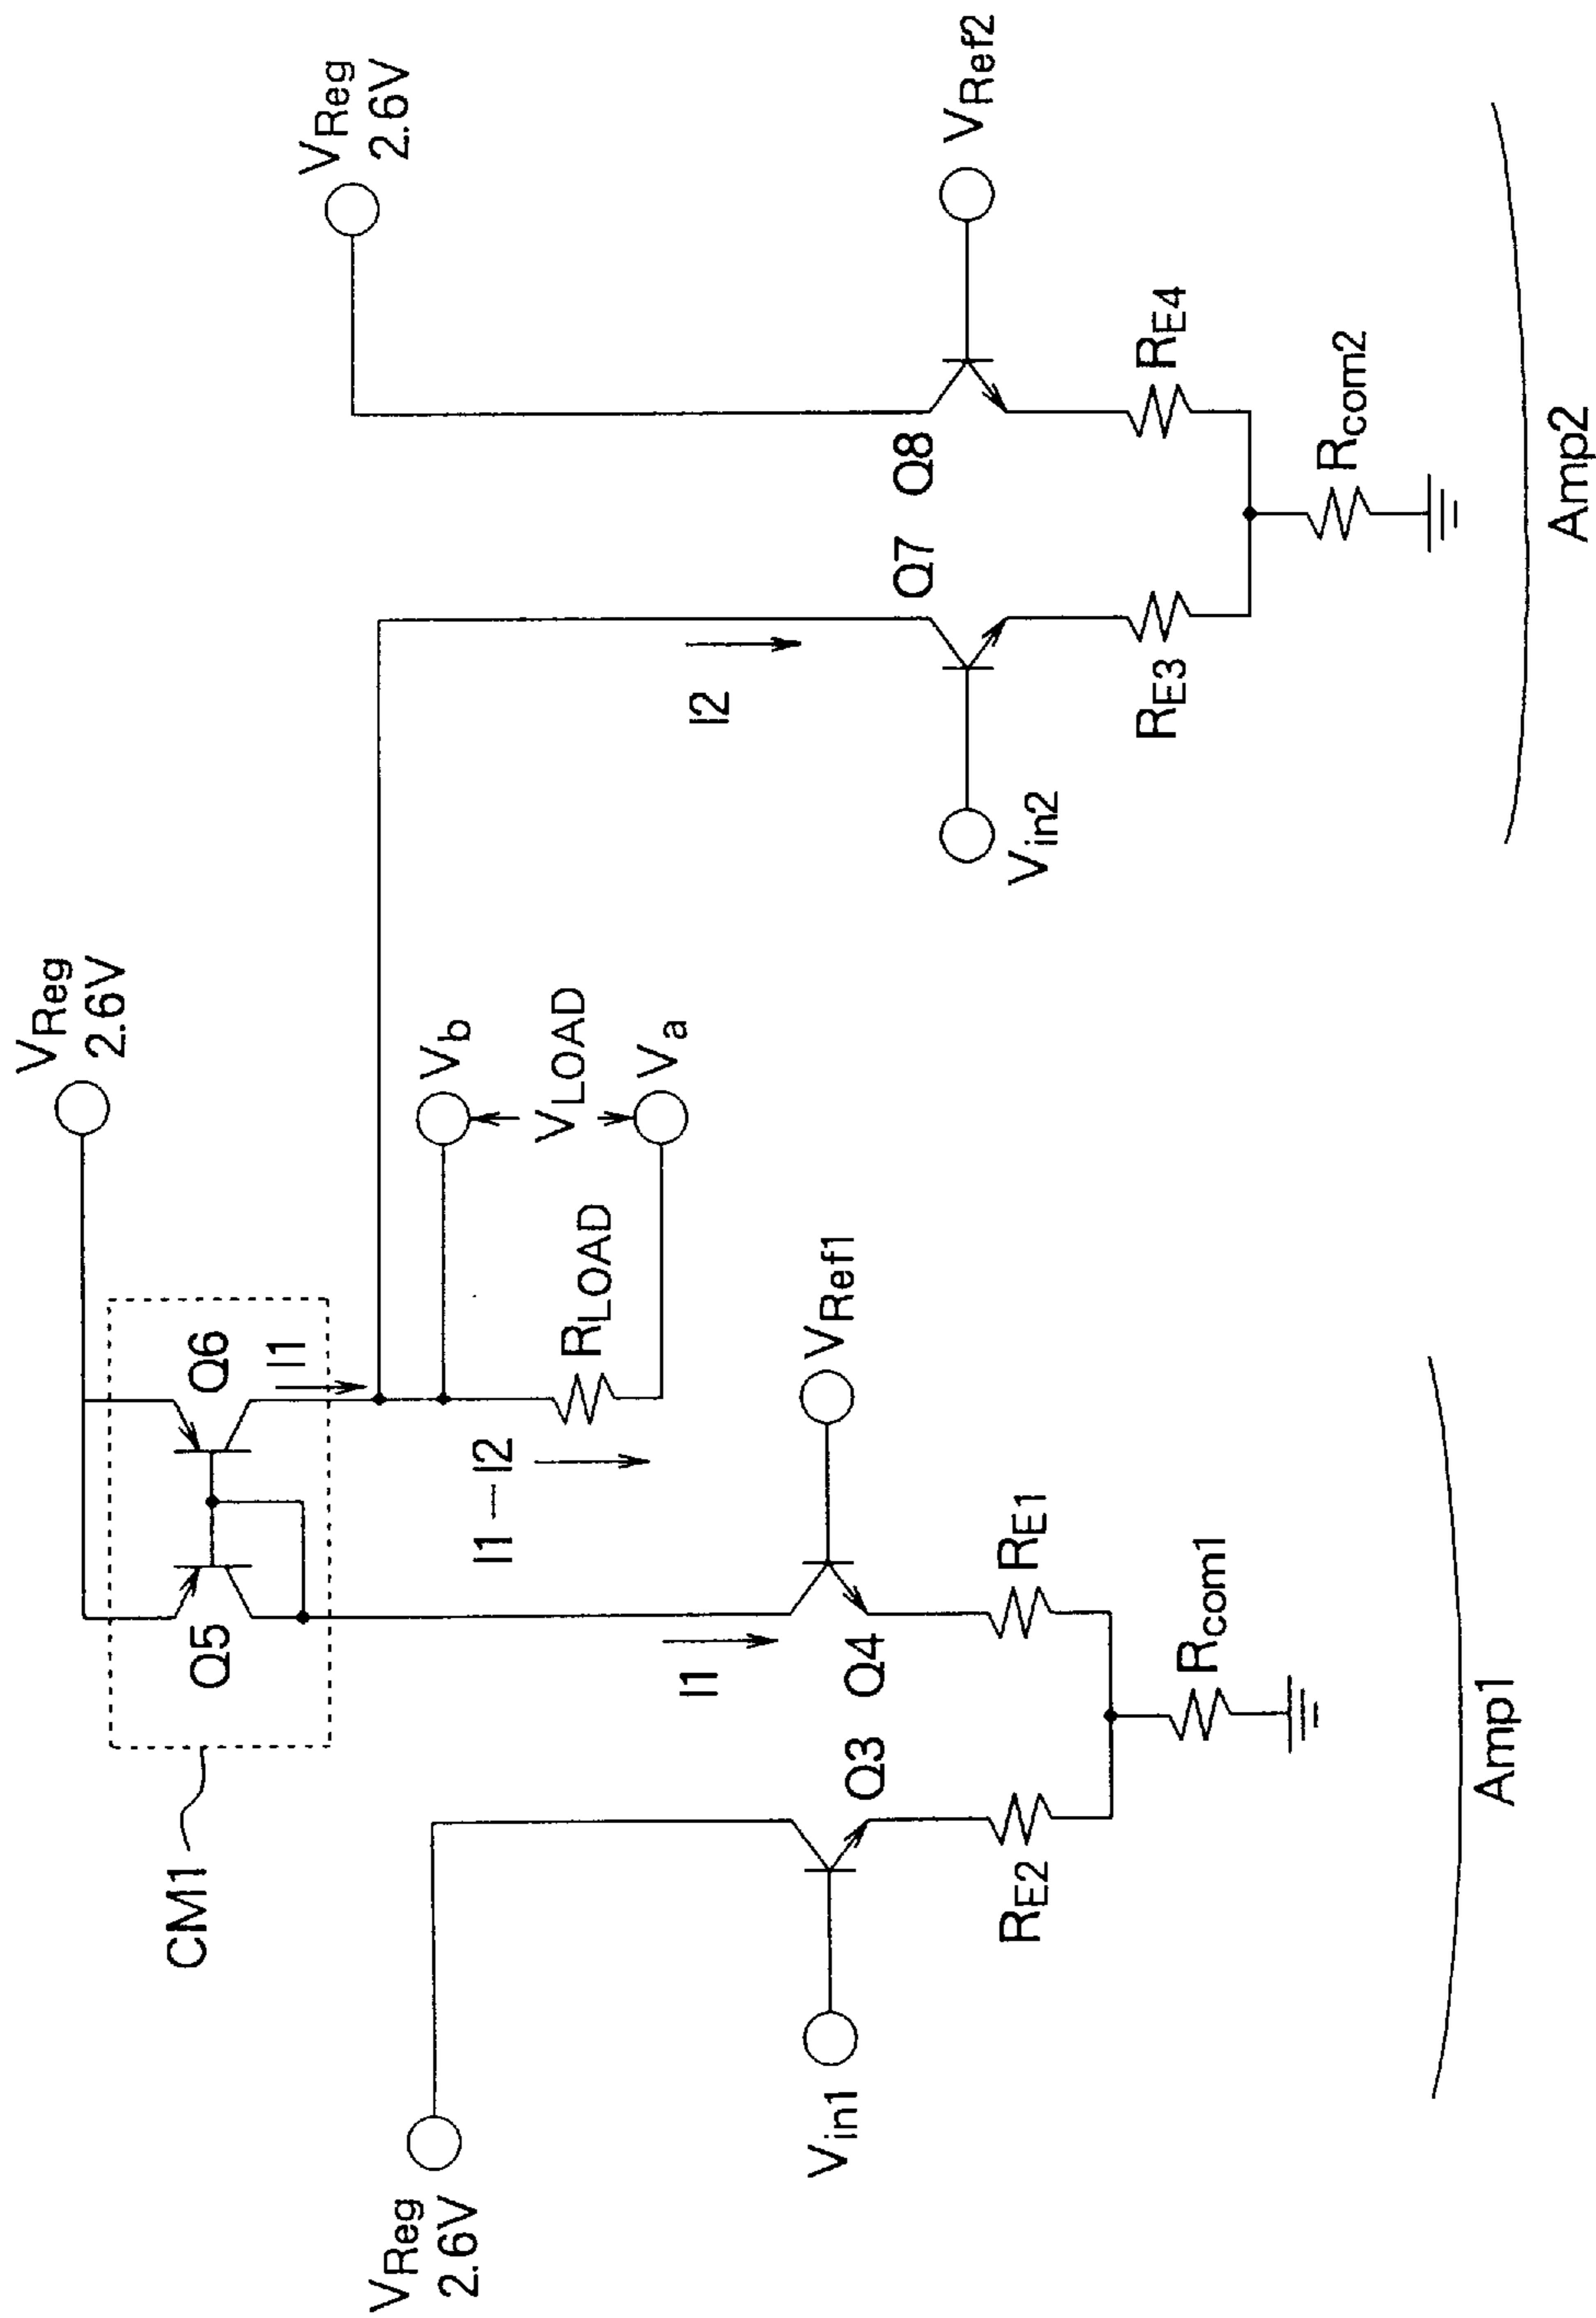 VReg
2.6V
VReg
2.6V
CM1
Q5
Q6
I1
Vb
VLOAD
Va
RLOAD
I1 — I2
VReg
2.6V
I1
I2
Vin1
Q3
Q4
VRef1
Vin2
Q7
Q8
VRef2
RE2
RE1
RE3
RE4
Rcom1
Rcom2
Amp1
Amp2